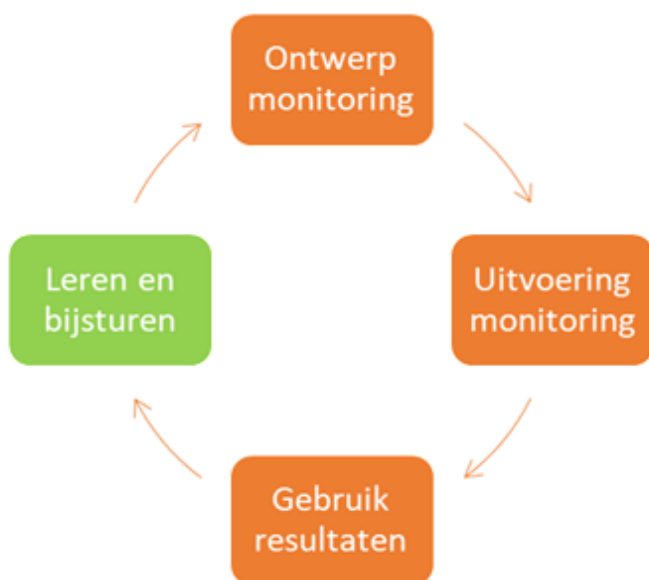 Ontwerp
monitoring
Uitvoering
monitoring
Gebruik
resultaten
Leren en
bijsturen